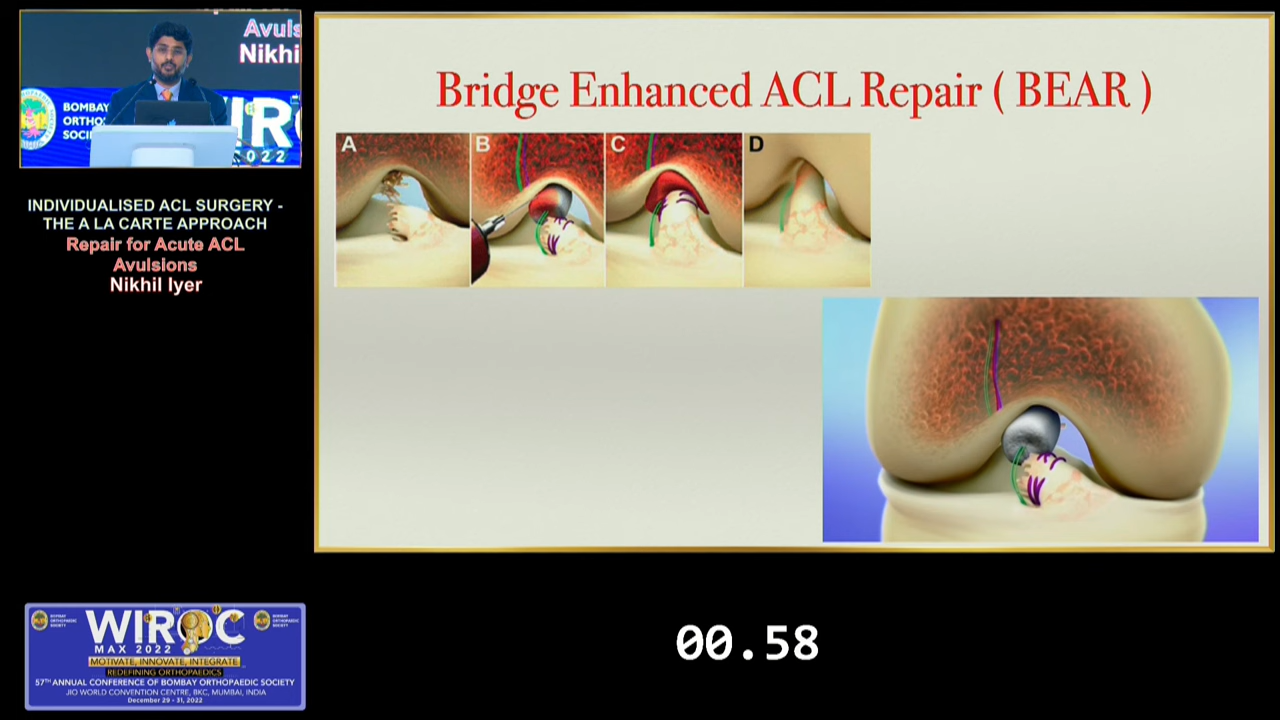 Avuls
Nikhi
BOMBAY
ORTHO
SOCIE
WIRO
2022
INDIVIDUALISED ACL SURGERY -
THE A LA CARTE APPROACH
Repair for Acute ACL
Avulsions
Nikhil Iyer
Bridge Enhanced ACL Repair ( BEAR )
A
B
C
D
WIROC
MAX 2022
MOTIVATE, INNOVATE, INTEGRATE
REDEFINING ORTHOPAEDICS
57TH ANNUAL CONFERENCE OF BOMBAY ORTHOPAEDIC SOCIETY
JIO WORLD CONVENTION CENTRE, BKC, MUMBAI, INDIA
December 29 - 31, 2022
00.58